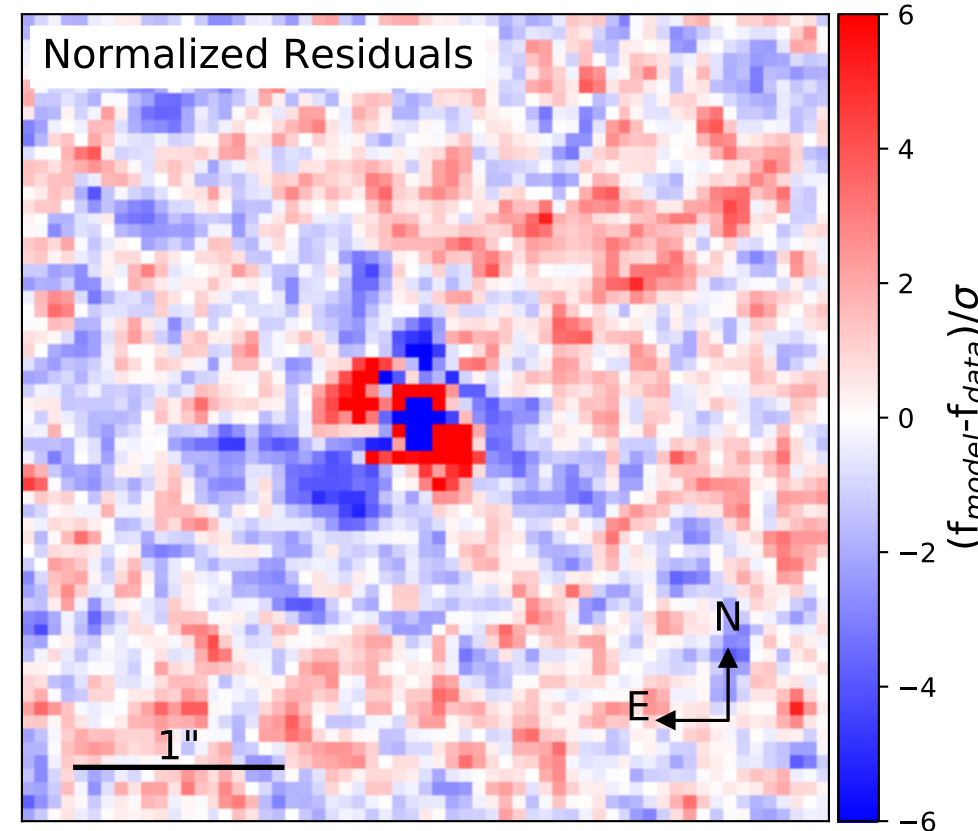 Normalized Residuals
6
4
2
0
−2
−4
−6
(f_model-f_data)/σ
N
E
1"